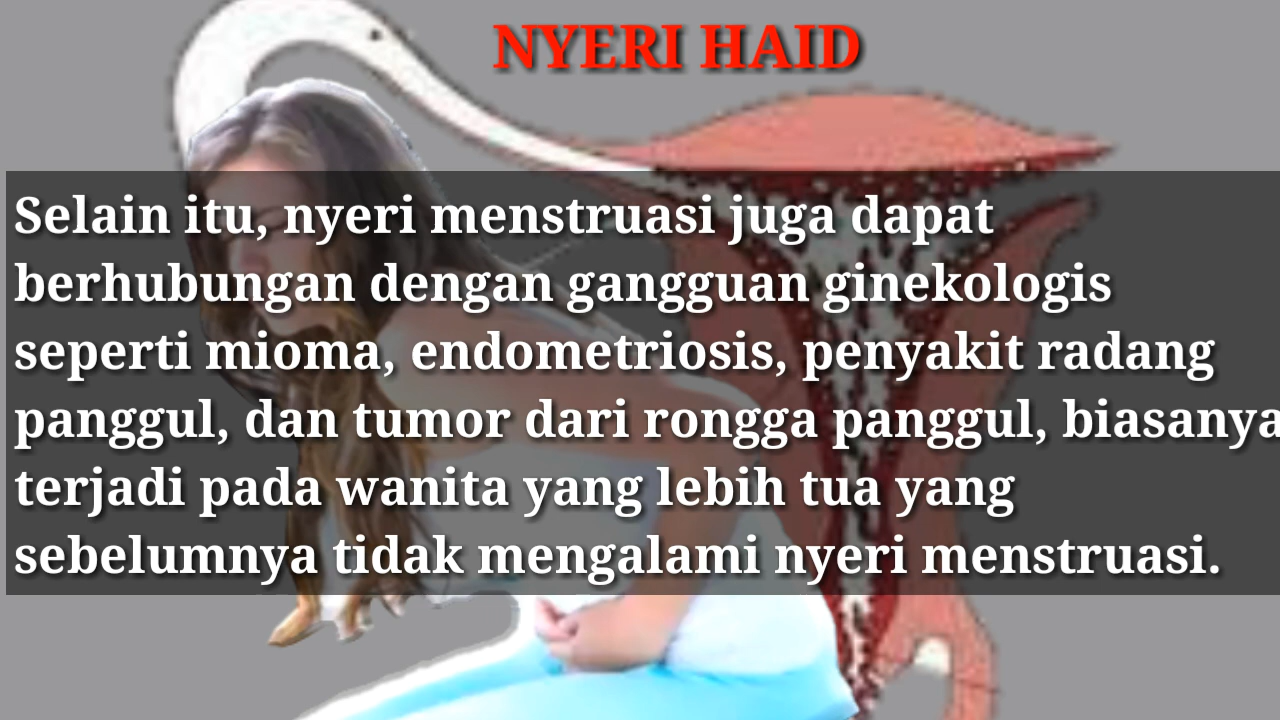 NYERI HAID
Selain itu, nyeri menstruasi juga dapat
berhubungan dengan gangguan ginekologis
seperti mioma, endometriosis, penyakit radang
panggul, dan tumor dari rongga panggul, biasanya
terjadi pada wanita yang lebih tua yang
sebelumnya tidak mengalami nyeri menstruasi.